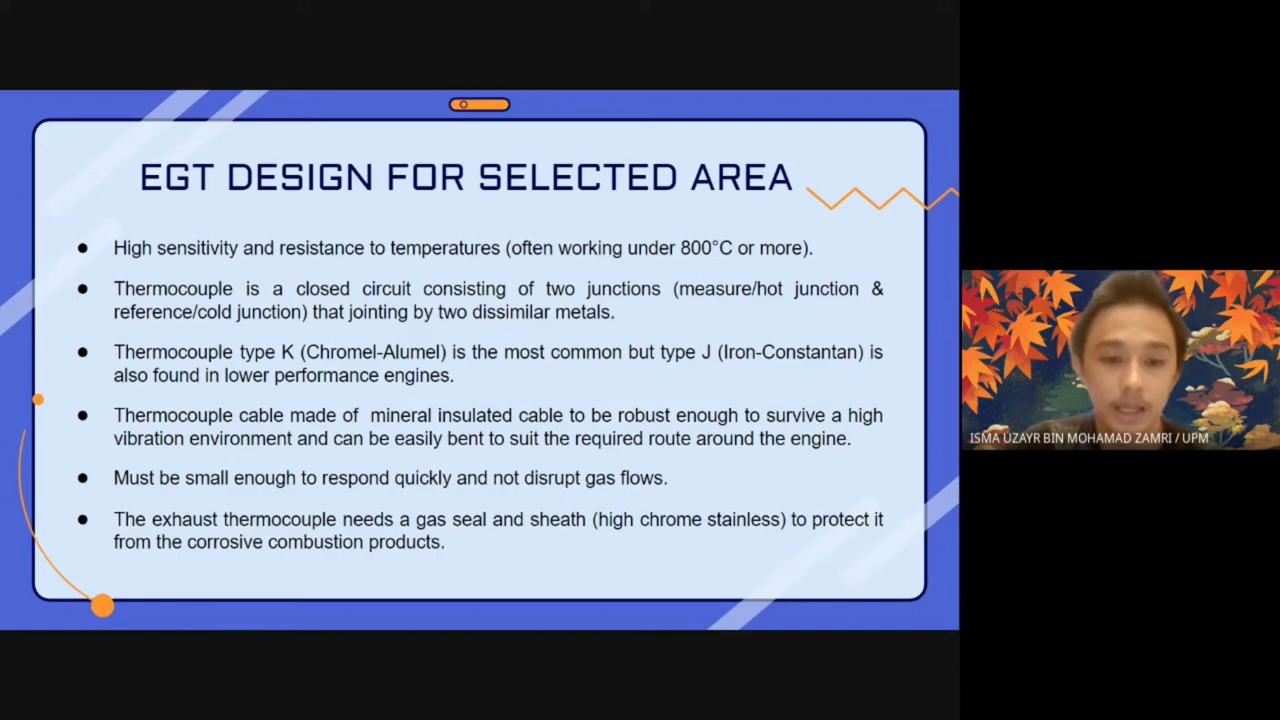 EGT DESIGN FOR SELECTED AREA
● High sensitivity and resistance to temperatures (often working under 800°C or more).
● Thermocouple is a closed circuit consisting of two junctions (measure/hot junction &
reference/cold junction) that jointing by two dissimilar metals.
● Thermocouple type K (Chromel-Alumel) is the most common but type J (Iron-Constantan) is
also found in lower performance engines.
● Thermocouple cable made of mineral insulated cable to be robust enough to survive a high
vibration environment and can be easily bent to suit the required route around the engine.
● Must be small enough to respond quickly and not disrupt gas flows.
● The exhaust thermocouple needs a gas seal and sheath (high chrome stainless) to protect it
from the corrosive combustion products.
ISMA UZAYR BIN MOHAMAD ZAMRI / UPM